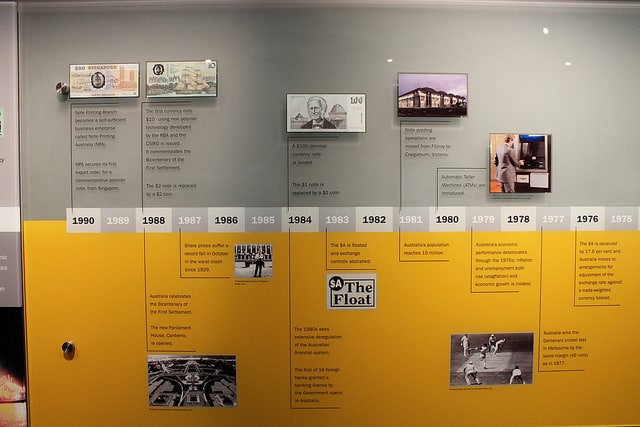 $50 SINGAPORE
10
100
Note Printing Branch
becomes a self-sufficient
business enterprise
called Note Printing
Australia (NPA).
NPA secures its first
export order, for a
commemorative polymer
note, from Singapore.
The first currency note
$10 - using new polymer
technology developed
by the RBA and the
CSIRO is issued.
It commemorates the
Bicentenary of the
First Settlement.
The $2 note is replaced
by a $2 coin.
A $100 decimal
currency note
is issued.
The $1 note is
replaced by a $1 coin.
Note printing
operations are
moved from Fitzroy to
Craigieburn, Victoria.
Automatic Teller
Machines (ATMs) are
introduced.
1990 1989 1988 1987 1986 1985 1984 1983 1982 1981 1980 1979 1978 1977 1976 1975
Share prices suffer a
record fall in October
in the worst crash
since 1929.
Australia celebrates
the Bicentenary of
the First Settlement.
The new Parliament
House, Canberra,
is opened.
The $A is floated
and exchange
controls abolished.
$A The
Float
The 1980s sees
extensive deregulation
of the Australian
financial system.
The first of 16 foreign
banks granted a
banking licence by
the Government opens
in Australia.
Australia's population
reaches 15 million.
Australia's economic
performance deteriorates
through the 1970s; inflation
and unemployment both
rise (stagflation) and
economic growth is modest.
The $A is devalued
by 17.5 per cent and
Australia moves to
arrangements for
adjustment of the
exchange rate against
a trade-weighted
currency basket.
Australia wins the
Centenary cricket test
in Melbourne by the
same margin (45 runs)
as in 1877.